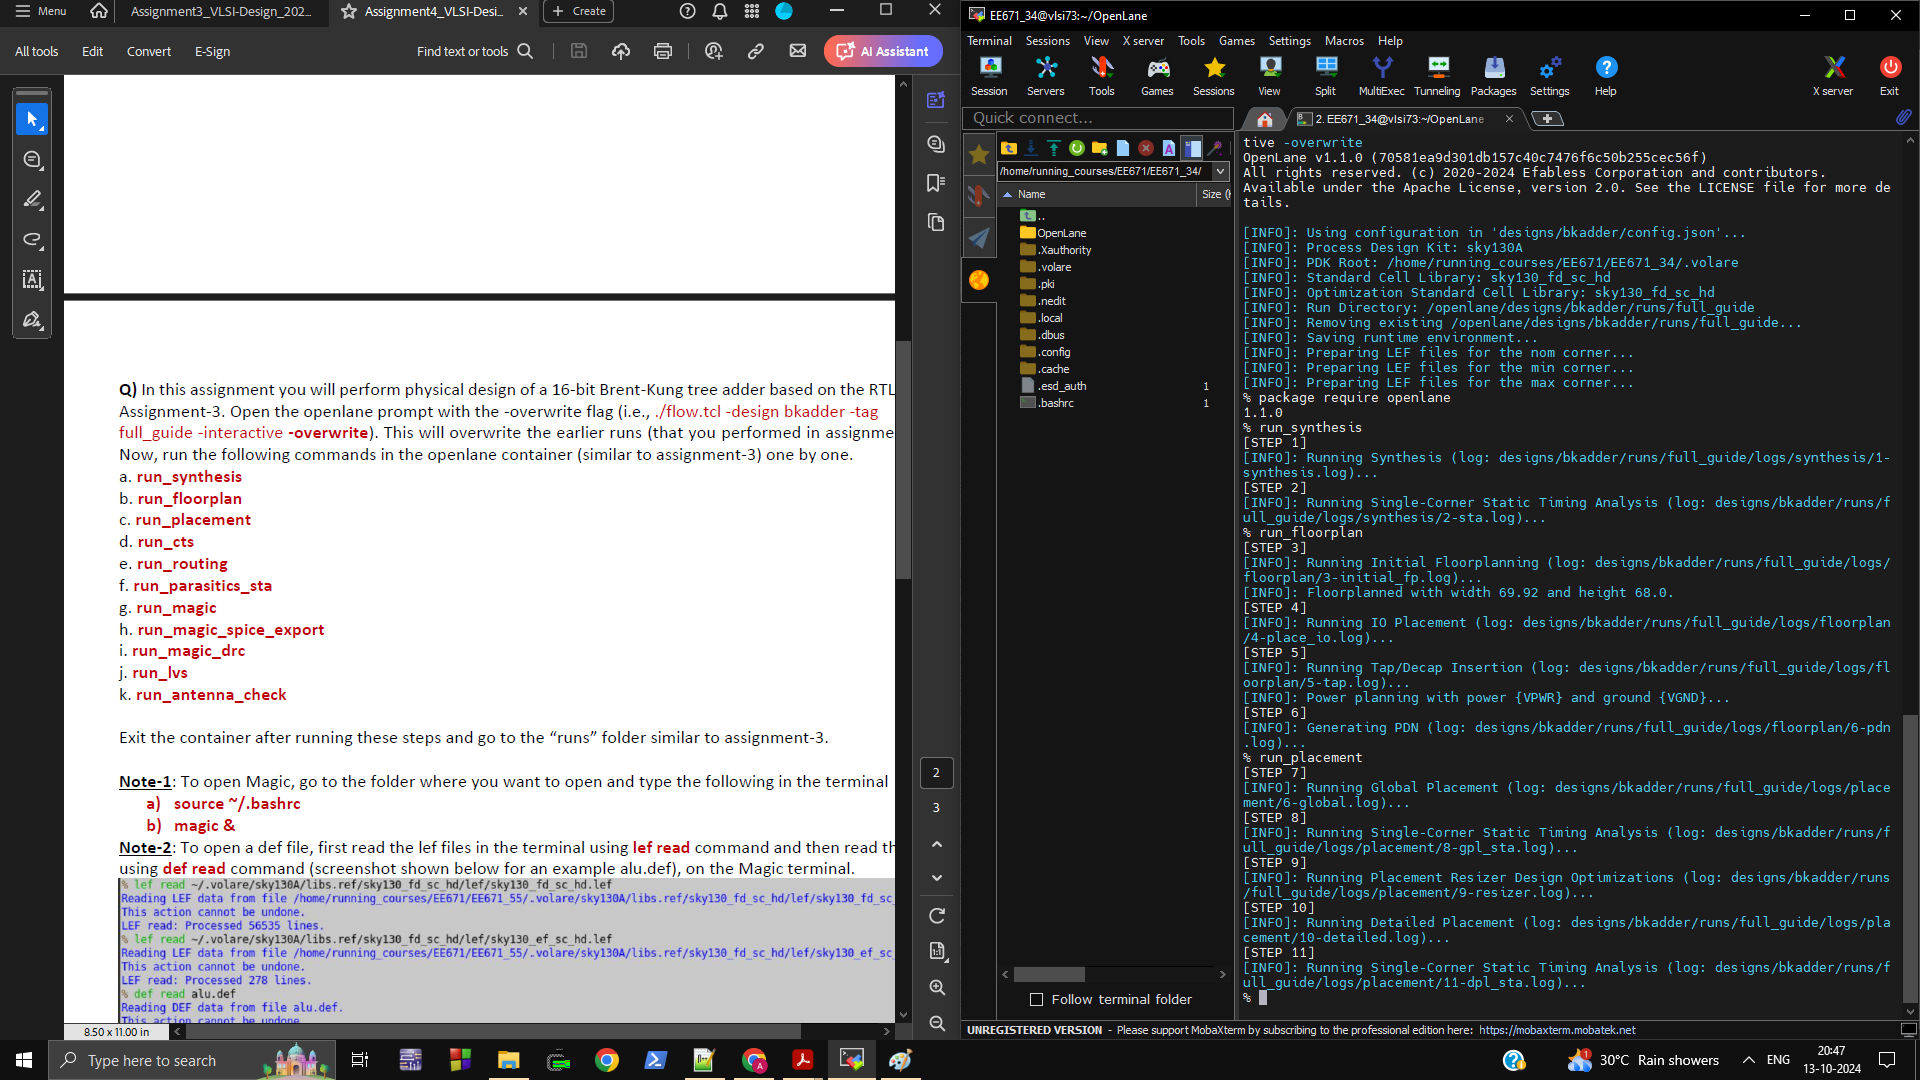 Menu
Assignment3_VLSI-Design_202...
Assignment4_VLSI-Desi...
Create
All tools
Edit
Convert
E-Sign
Find text or tools
AI Assistant
Q) In this assignment you will perform physical design of a 16-bit Brent-Kung tree adder based on the RTL
Assignment-3. Open the openlane prompt with the -overwrite flag (i.e., ./flow.tcl -design bkadder -tag
full_guide -interactive -overwrite). This will overwrite the earlier runs (that you performed in assignme
Now, run the following commands in the openlane container (similar to assignment-3) one by one.
a. run_synthesis
b. run_floorplan
c. run_placement
d. run_cts
e. run_routing
f. run_parasitics_sta
g. run_magic
h. run_magic_spice_export
i. run_magic_drc
j. run_lvs
k. run_antenna_check
Exit the container after running these steps and go to the “runs” folder similar to assignment-3.
Note-1: To open Magic, go to the folder where you want to open and type the following in the terminal
a) source ~/.bashrc
b) magic &
Note-2: To open a def file, first read the lef files in the terminal using lef read command and then read th
using def read command (screenshot shown below for an example alu.def), on the Magic terminal.
% lef read ~/.volare/sky130A/libs.ref/sky130_fd_sc_hd/lef/sky130_fd_sc_hd.lef
Reading LEF data from file /home/running_courses/EE671/EE671_55/.volare/sky130A/libs.ref/sky130_fd_sc_hd/lef/sky130_fd_sc_
This action cannot be undone.
LEF read: Processed 56535 lines.
% lef read ~/.volare/sky130A/libs.ref/sky130_fd_sc_hd/lef/sky130_ef_sc_hd.lef
Reading LEF data from file /home/running_courses/EE671/EE671_55/.volare/sky130A/libs.ref/sky130_fd_sc_hd/lef/sky130_ef_sc_
This action cannot be undone.
LEF read: Processed 278 lines.
% def read alu.def
Reading DEF data from file alu.def.
This action cannot be undone
8.50 x 11.00 in
2
3
EE671_34@vlsi73:~/OpenLane
Terminal Sessions View X server Tools Games Settings Macros Help
Session Servers Tools Games Sessions View Split MultiExec Tunneling Packages Settings Help X server Exit
Quick connect...
2. EE671_34@vlsi73:~/OpenLane
/home/running_courses/EE671/EE671_34/
Name Size (
..
OpenLane
.Xauthority
.volare
.pki
.nedit
.local
.dbus
.config
.cache
.esd_auth 1
.bashrc 1
Follow terminal folder
tive -overwrite
OpenLane v1.1.0 (70581ea9d301db157c40c7476f6c50b255cec56f)
All rights reserved. (c) 2020-2024 Efabless Corporation and contributors.
Available under the Apache License, version 2.0. See the LICENSE file for more de
tails.
[INFO]: Using configuration in 'designs/bkadder/config.json'...
[INFO]: Process Design Kit: sky130A
[INFO]: PDK Root: /home/running_courses/EE671/EE671_34/.volare
[INFO]: Standard Cell Library: sky130_fd_sc_hd
[INFO]: Optimization Standard Cell Library: sky130_fd_sc_hd
[INFO]: Run Directory: /openlane/designs/bkadder/runs/full_guide
[INFO]: Removing existing /openlane/designs/bkadder/runs/full_guide...
[INFO]: Saving runtime environment...
[INFO]: Preparing LEF files for the nom corner...
[INFO]: Preparing LEF files for the min corner...
[INFO]: Preparing LEF files for the max corner...
% package require openlane
1.1.0
% run_synthesis
[STEP 1]
[INFO]: Running Synthesis (log: designs/bkadder/runs/full_guide/logs/synthesis/1-
synthesis.log)...
[STEP 2]
[INFO]: Running Single-Corner Static Timing Analysis (log: designs/bkadder/runs/f
ull_guide/logs/synthesis/2-sta.log)...
% run_floorplan
[STEP 3]
[INFO]: Running Initial Floorplanning (log: designs/bkadder/runs/full_guide/logs/
floorplan/3-initial_fp.log)...
[INFO]: Floorplanned with width 69.92 and height 68.0.
[STEP 4]
[INFO]: Running IO Placement (log: designs/bkadder/runs/full_guide/logs/floorplan
/4-place_io.log)...
[STEP 5]
[INFO]: Running Tap/Decap Insertion (log: designs/bkadder/runs/full_guide/logs/fl
oorplan/5-tap.log)...
[INFO]: Power planning with power {VPWR} and ground {VGND}...
[STEP 6]
[INFO]: Generating PDN (log: designs/bkadder/runs/full_guide/logs/floorplan/6-pdn
.log)...
% run_placement
[STEP 7]
[INFO]: Running Global Placement (log: designs/bkadder/runs/full_guide/logs/place
ment/6-global.log)...
[STEP 8]
[INFO]: Running Single-Corner Static Timing Analysis (log: designs/bkadder/runs/f
ull_guide/logs/placement/8-gpl_sta.log)...
[STEP 9]
[INFO]: Running Placement Resizer Design Optimizations (log: designs/bkadder/runs
/full_guide/logs/placement/9-resizer.log)...
[STEP 10]
[INFO]: Running Detailed Placement (log: designs/bkadder/runs/full_guide/logs/pla
cement/10-detailed.log)...
[STEP 11]
[INFO]: Running Single-Corner Static Timing Analysis (log: designs/bkadder/runs/f
ull_guide/logs/placement/11-dpl_sta.log)...
%
UNREGISTERED VERSION - Please support MobaXterm by subscribing to the professional edition here: https://mobaxterm.mobatek.net
Type here to search
30°C Rain showers
ENG
20:47
13-10-2024